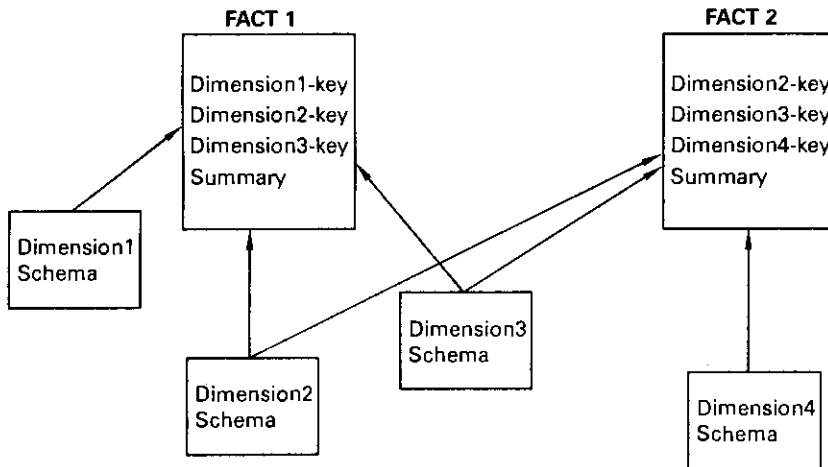 FACT 1
Dimension1-key
Dimension2-key
Dimension3-key
Summary
FACT 2
Dimension2-key
Dimension3-key
Dimension4-key
Summary
Dimension1
Schema
Dimension2
Schema
Dimension3
Schema
Dimension4
Schema